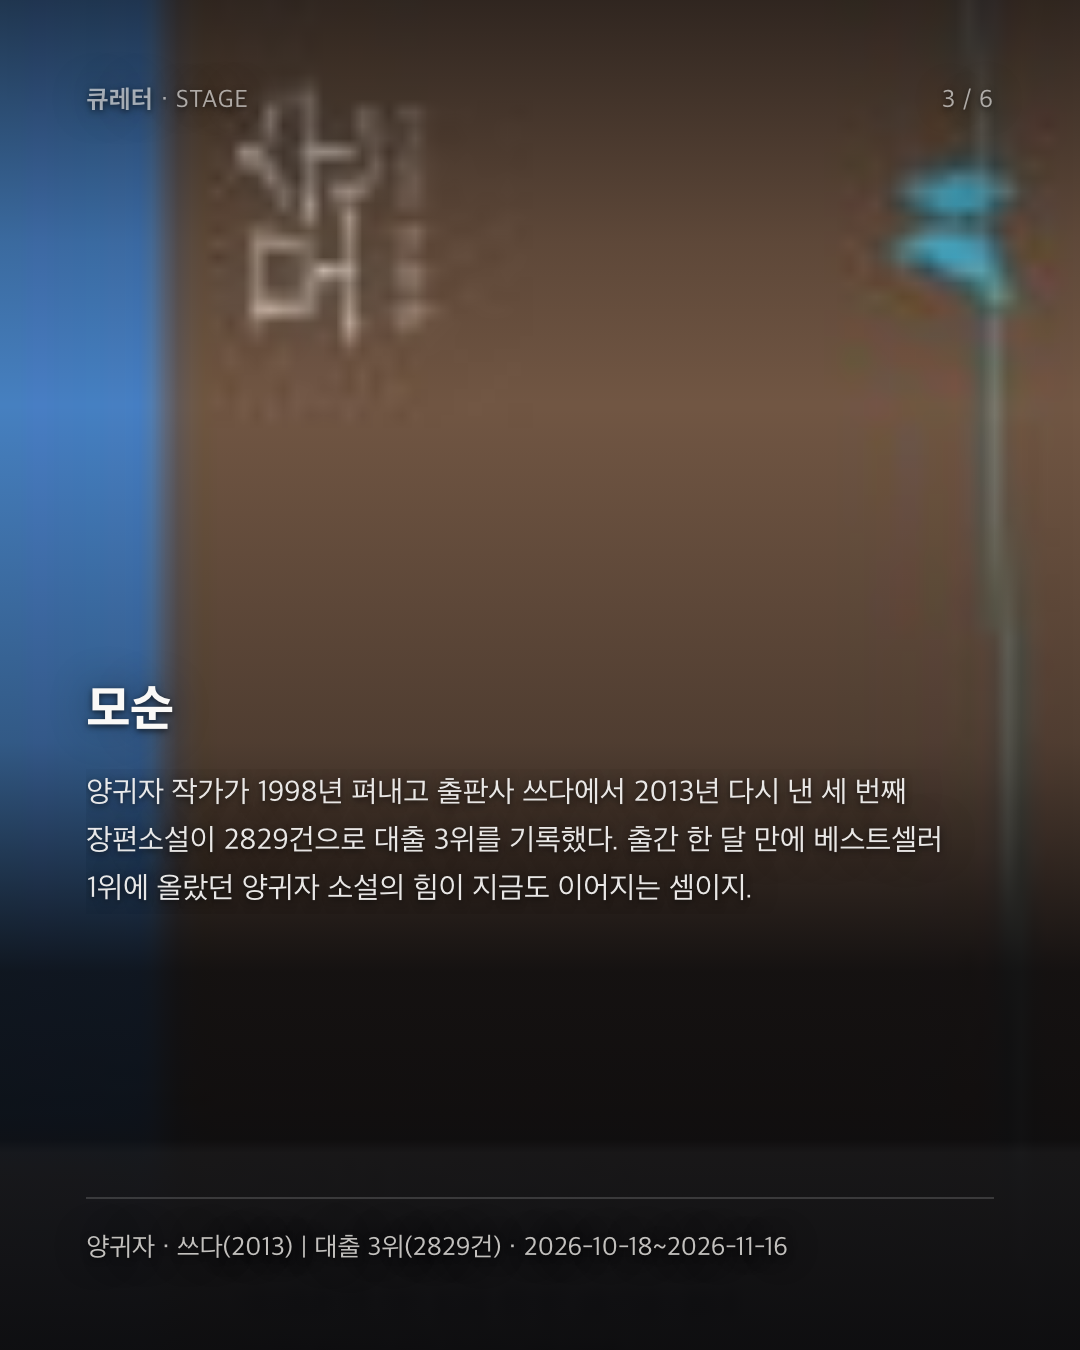 큐레터 · STAGE
3 / 6
모순
양귀자 작가가 1998년 펴내고 출판사 쓰다에서 2013년 다시 낸 세 번째
장편소설이 2829건으로 대출 3위를 기록했다. 출간 한 달 만에 베스트셀러
1위에 올랐던 양귀자 소설의 힘이 지금도 이어지는 셈이지.
양귀자 · 쓰다(2013) | 대출 3위(2829건) · 2026-10-18~2026-11-16